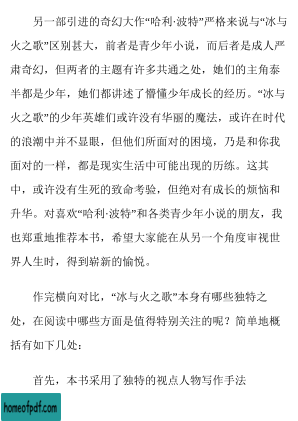 另一部引进的奇幻大作“哈利·波特”严格来说与“冰与
火之歌”区别甚大，前者是青少年小说，而后者是成人严
肃奇幻，但两者的主题有许多共通之处，她们的主角泰
半都是少年，她们都讲述了懵懂少年成长的经历。“冰与
火之歌”的少年英雄们或许没有华丽的魔法，或许在时代
的浪潮中并不显眼，但他们所面对的困境，乃是和你我
面对的一样，都是现实生活中可能出现的历练。这其
中，或许没有生死的致命考验，但绝对有成长的烦恼和
升华。对喜欢“哈利·波特”和各类青少年小说的朋友，我
也郑重地推荐本书，希望大家能在从另一个角度审视世
界人生时，得到崭新的愉悦。
作完横向对比，“冰与火之歌”本身有哪些独特之
处，在阅读中哪些方面是值得特别关注的呢？简单地概
括有如下几处：
首先，本书采用了独特的视点人物写作手法
homeofpdf.com